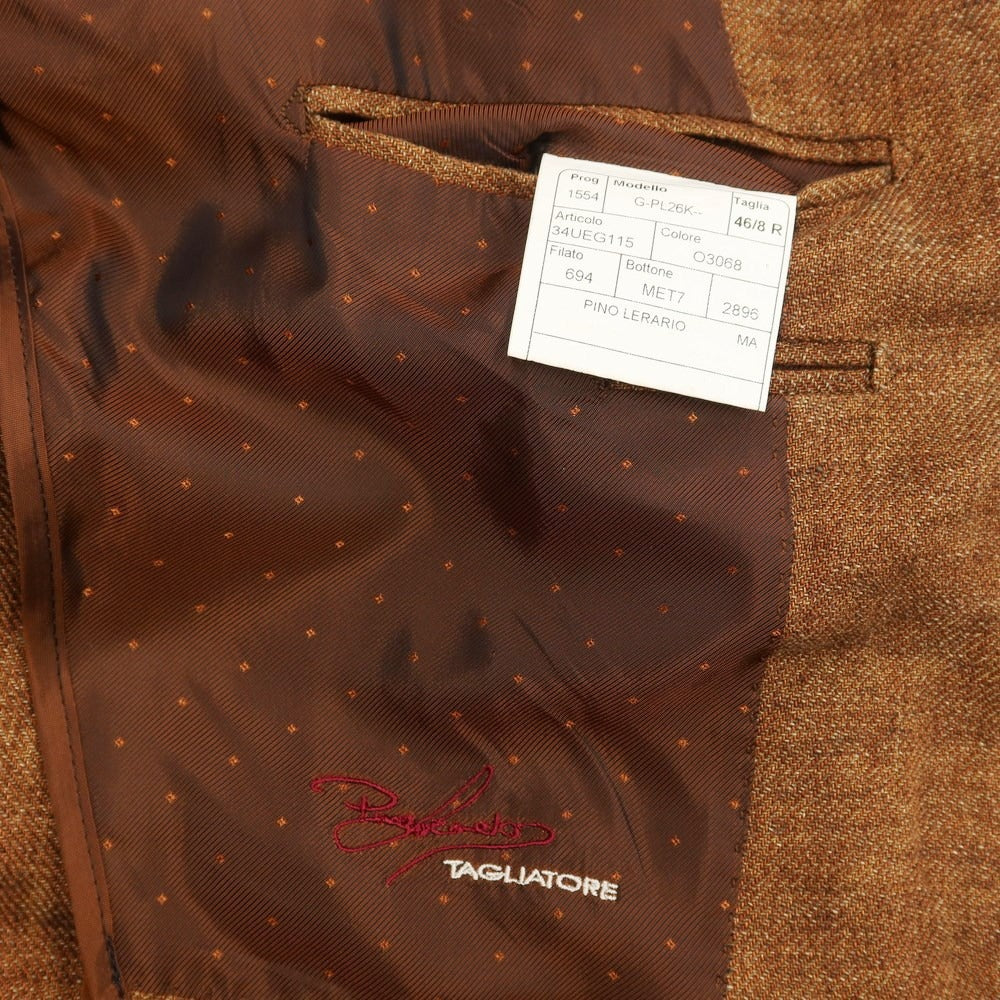 Prog Modello Taglia
1554 G-PL26K-- 46/8 R
Articolo Colore
34UEG115 O3068
Filato Bottone
694 MET7 2896
PINO LERARIO
MA
TAGLIATORE